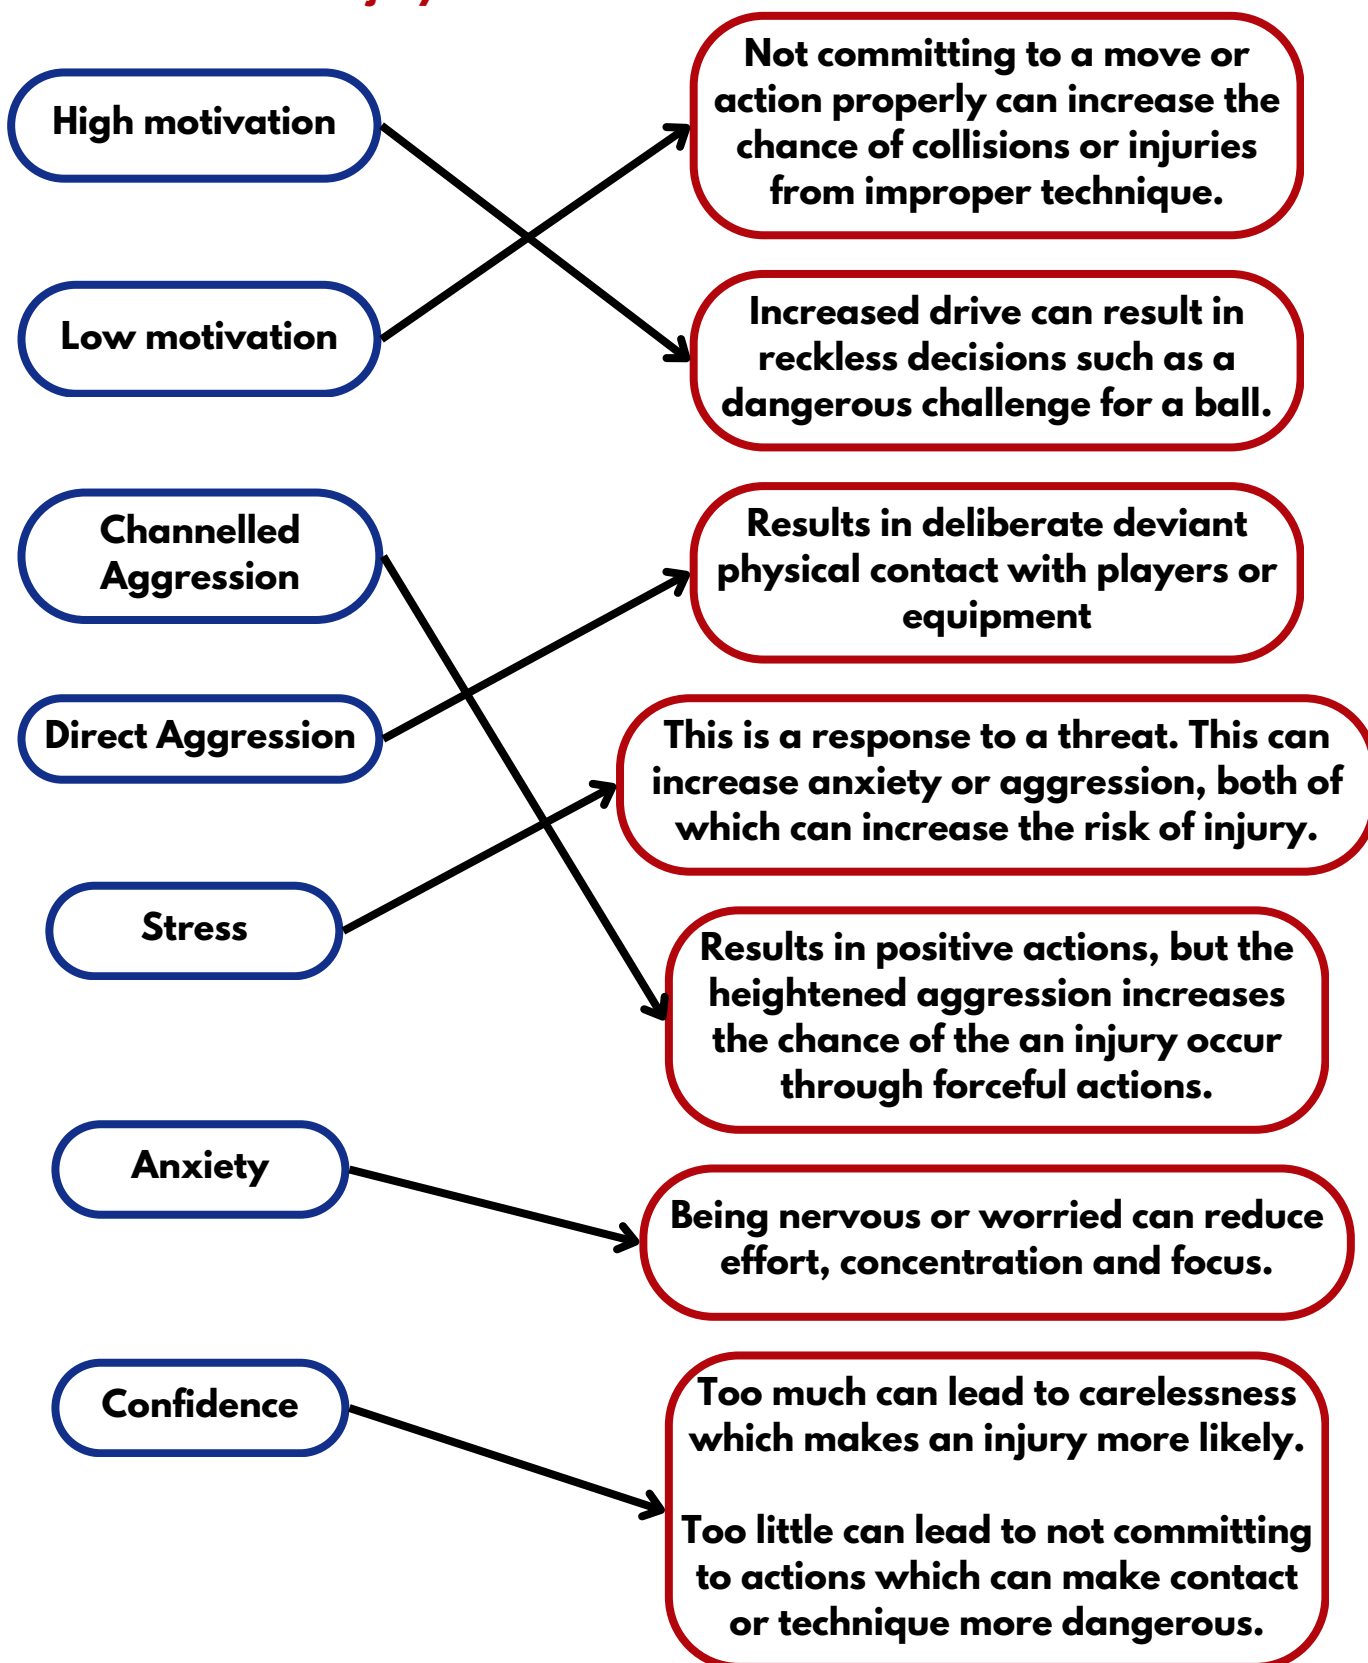 High motivation
Not committing to a move or
action properly can increase the
chance of collisions or injuries
from improper technique.
Low motivation
Increased drive can result in
reckless decisions such as a
dangerous challenge for a ball.
Channelled
Aggression
Results in deliberate deviant
physical contact with players or
equipment
Direct Aggression
This is a response to a threat. This can
increase anxiety or aggression, both of
which can increase the risk of injury.
Stress
Results in positive actions, but the
heightened aggression increases
the chance of the an injury occur
through forceful actions.
Anxiety
Being nervous or worried can reduce
effort, concentration and focus.
Confidence
Too much can lead to carelessness
which makes an injury more likely.
Too little can lead to not committing
to actions which can make contact
or technique more dangerous.